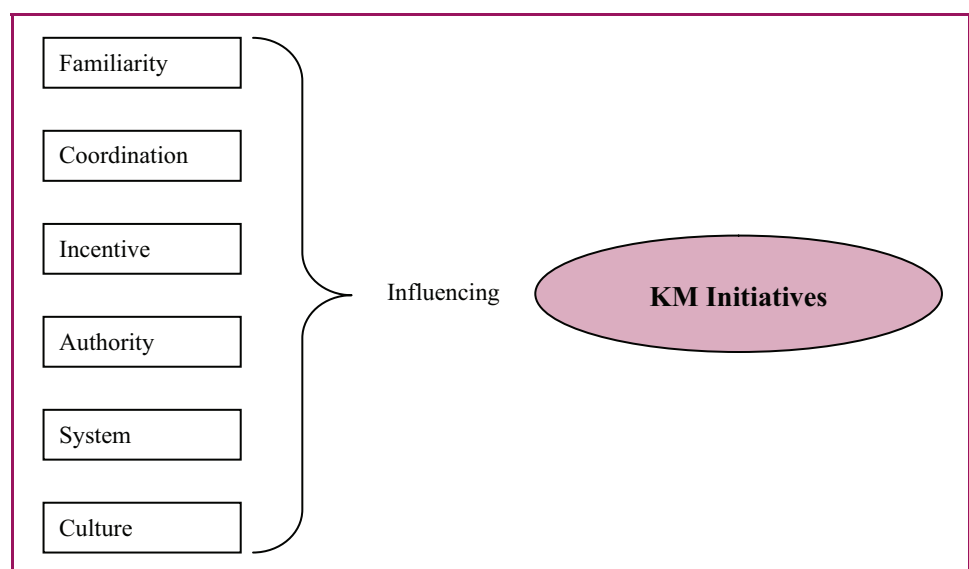 Familiarity
Coordination
Incentive
Influencing
KM Initiatives
Authority
System
Culture